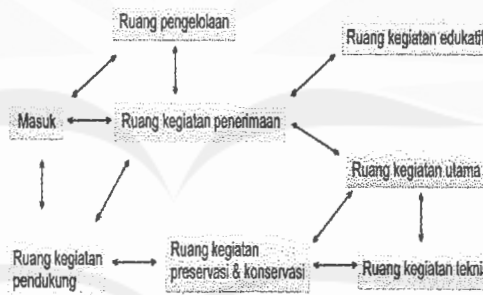 Ruang pengelolaan
Ruang kegiatan edukatif
Masuk
Ruang kegiatan penerimaan
Ruang kegiatan utama
Ruang kegiatan
pendukung
Ruang kegiatan
preservasi & konservasi
Ruang kegiatan tekni